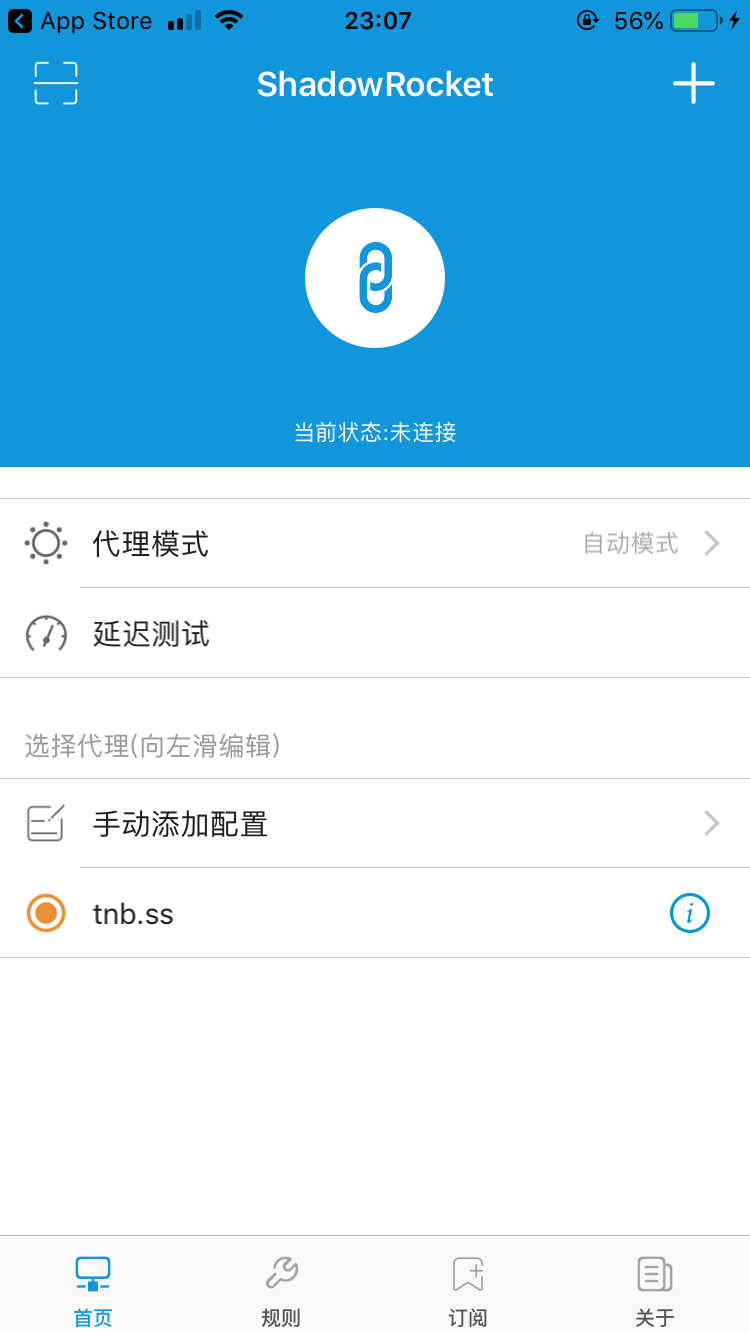 App Store 23:07 56%
ShadowRocket
当前状态:未连接
代理模式 自动模式
延迟测试
选择代理(向左滑编辑)
手动添加配置
tnb.ss i
首页 规则 订阅 关于